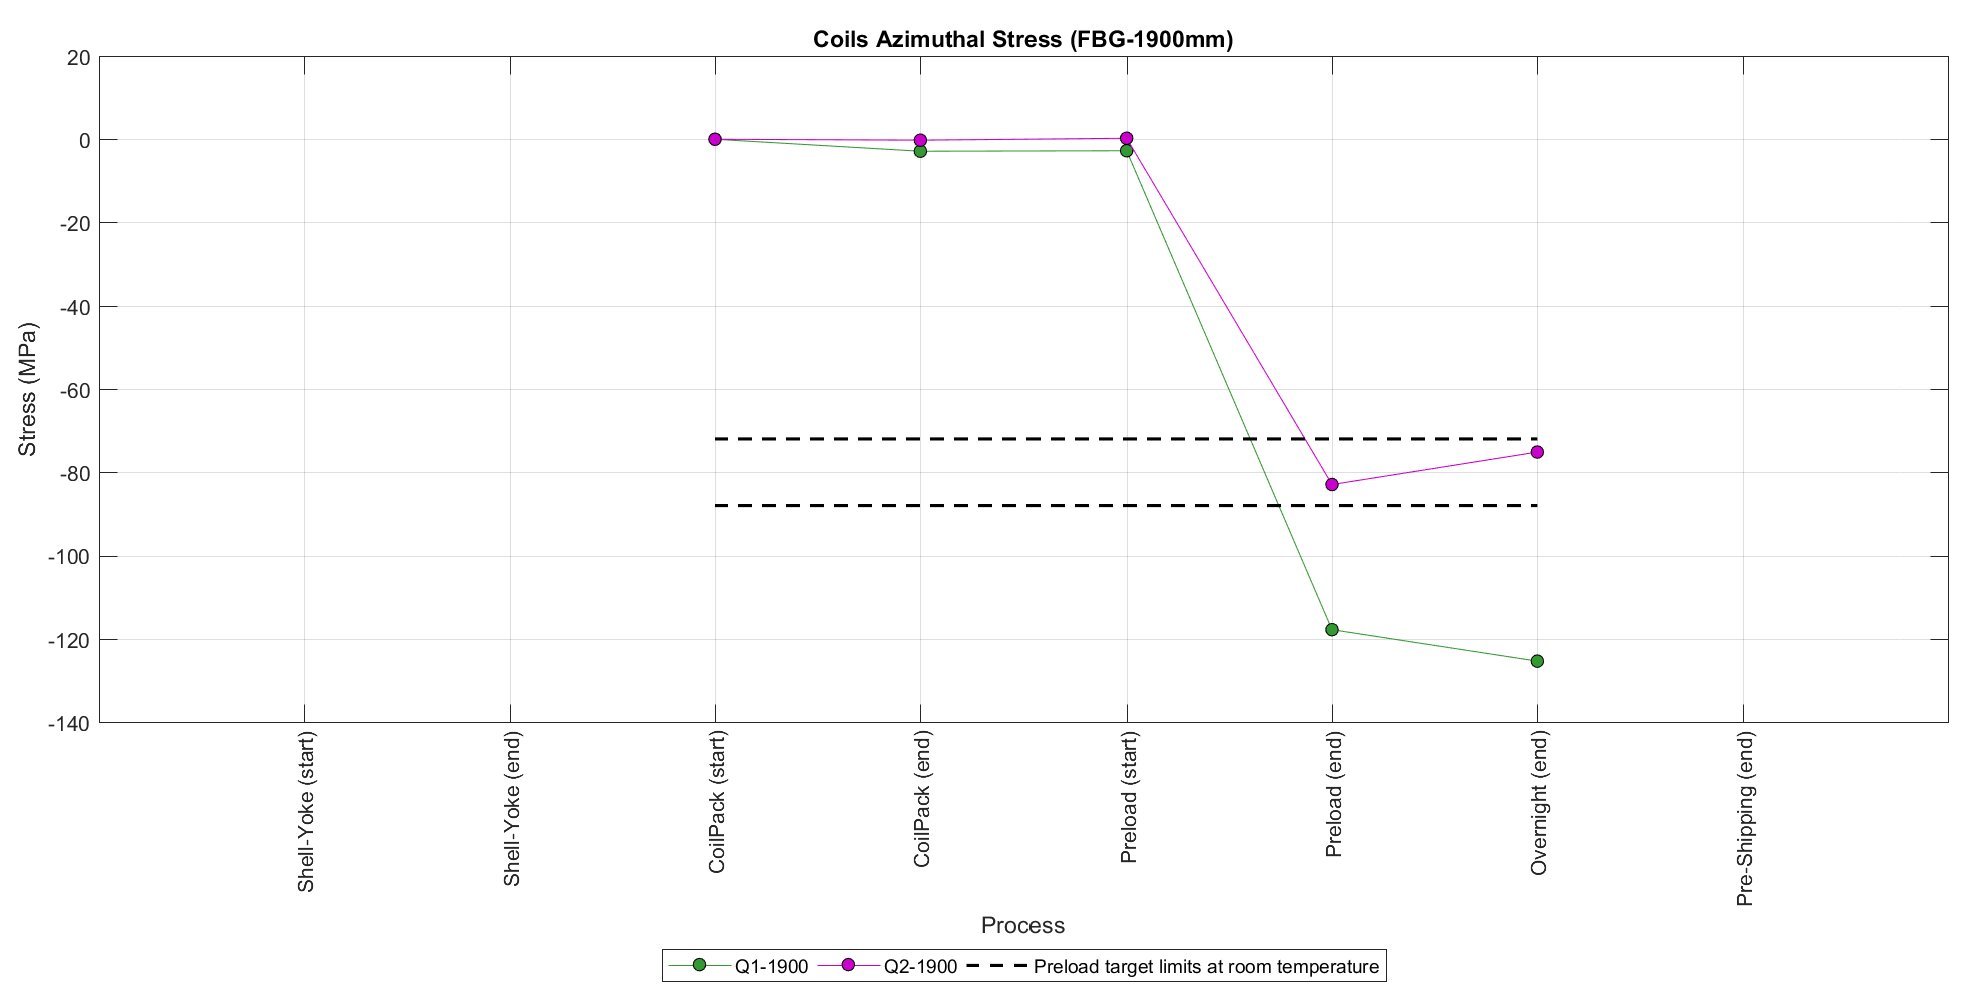 Coils Azimuthal Stress (FBG-1900mm)
20
0
-20
-40
-60
-80
-100
-120
-140
Stress (MPa)
Shell-Yoke (start)
Shell-Yoke (end)
CoilPack (start)
CoilPack (end)
Preload (start)
Preload (end)
Overnight (end)
Pre-Shipping (end)
Process
Q1-1900
Q2-1900
Preload target limits at room temperature